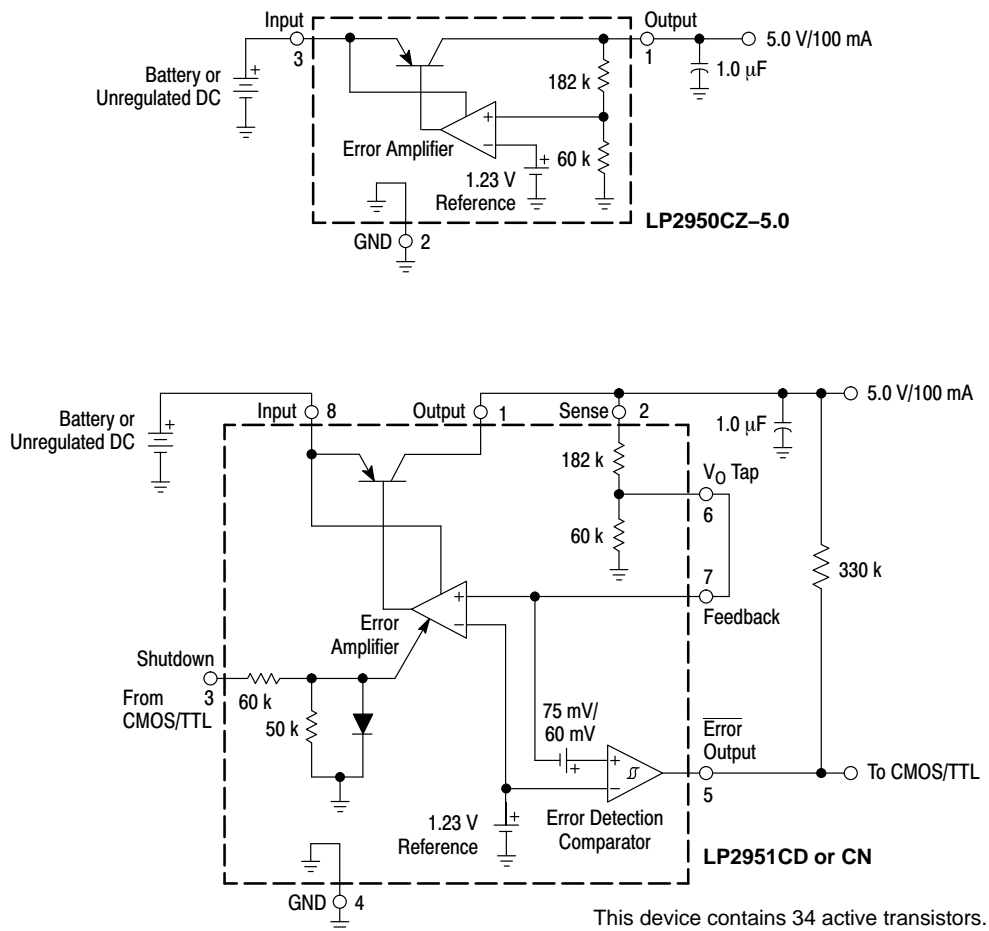 Input
3
Output
1
5.0 V/100 mA
1.0 μF
182 k
Battery or
Unregulated DC
+
+
−
Error Amplifier
60 k
+
1.23 V
Reference
LP2950CZ–5.0
GND
2
5.0 V/100 mA
Battery or
Unregulated DC
+
Input
8
Output
1
Sense
2
1.0 μF
182 k
VO Tap
6
60 k
330 k
7
Feedback
+
−
Error
Amplifier
Shutdown
3
From
CMOS/TTL
60 k
50 k
75 mV/
60 mV
+
+
−
Error
Output
5
To CMOS/TTL
1.23 V
Reference
+
Error Detection
Comparator
LP2951CD or CN
GND
4
This device contains 34 active transistors.